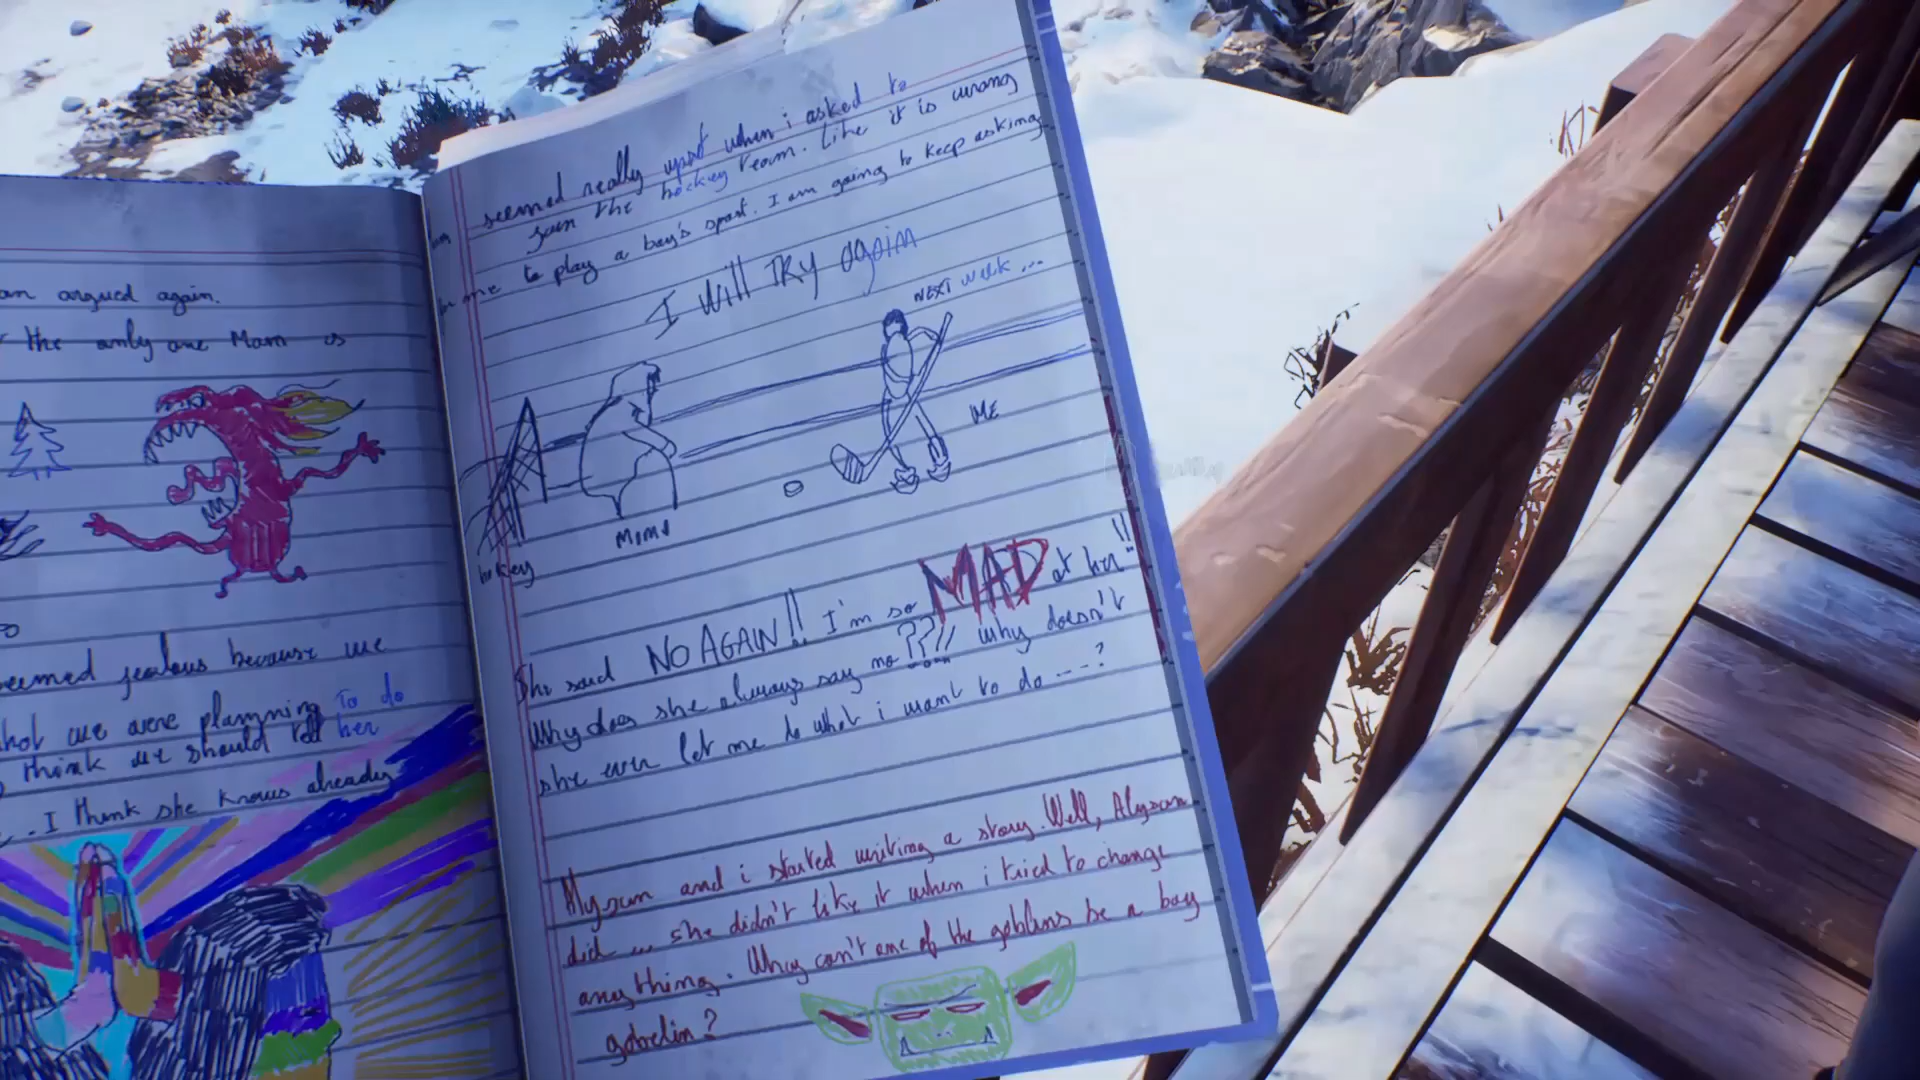 an argued again.
the only one Mom is
seemed jealous because we
what we were planning to do
think we should tell her
... I think she knows already
seemed really upset when i asked to
join the hockey team. Like it is wrong
me to play a boy's sport. I am going to keep asking
I will TRY again
NEXT week ...
ME
MOM
hockey
She said NO AGAIN!! I'm so MAD at her!!
Why does she always say no ??!! why doesn't
she ever let me do what i want to do ---?
Alyson and i started writing a story. Well, Alyson
did ... she didn't like it when i tried to change
anything. Why can't one of the goblins be a boy
goblin?